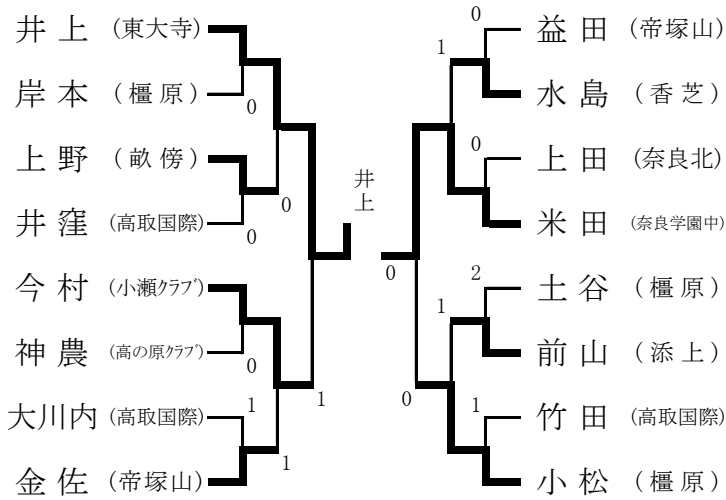 井上 (東大寺)
岸本 (橿原)
0
上野 (畝傍)
0
井窪 (高取国際)
0
今村 (小瀬ｸﾗﾌﾞ)
神農 (高の原ｸﾗﾌﾞ)
0
大川内 (高取国際)
1
1
金佐 (帝塚山)
1
井上
0
益田 (帝塚山)
1
水島 (香芝)
0
上田 (奈良北)
米田 (奈良学園中)
0
2
土谷 (橿原)
1
前山 (添上)
0
1
竹田 (高取国際)
小松 (橿原)